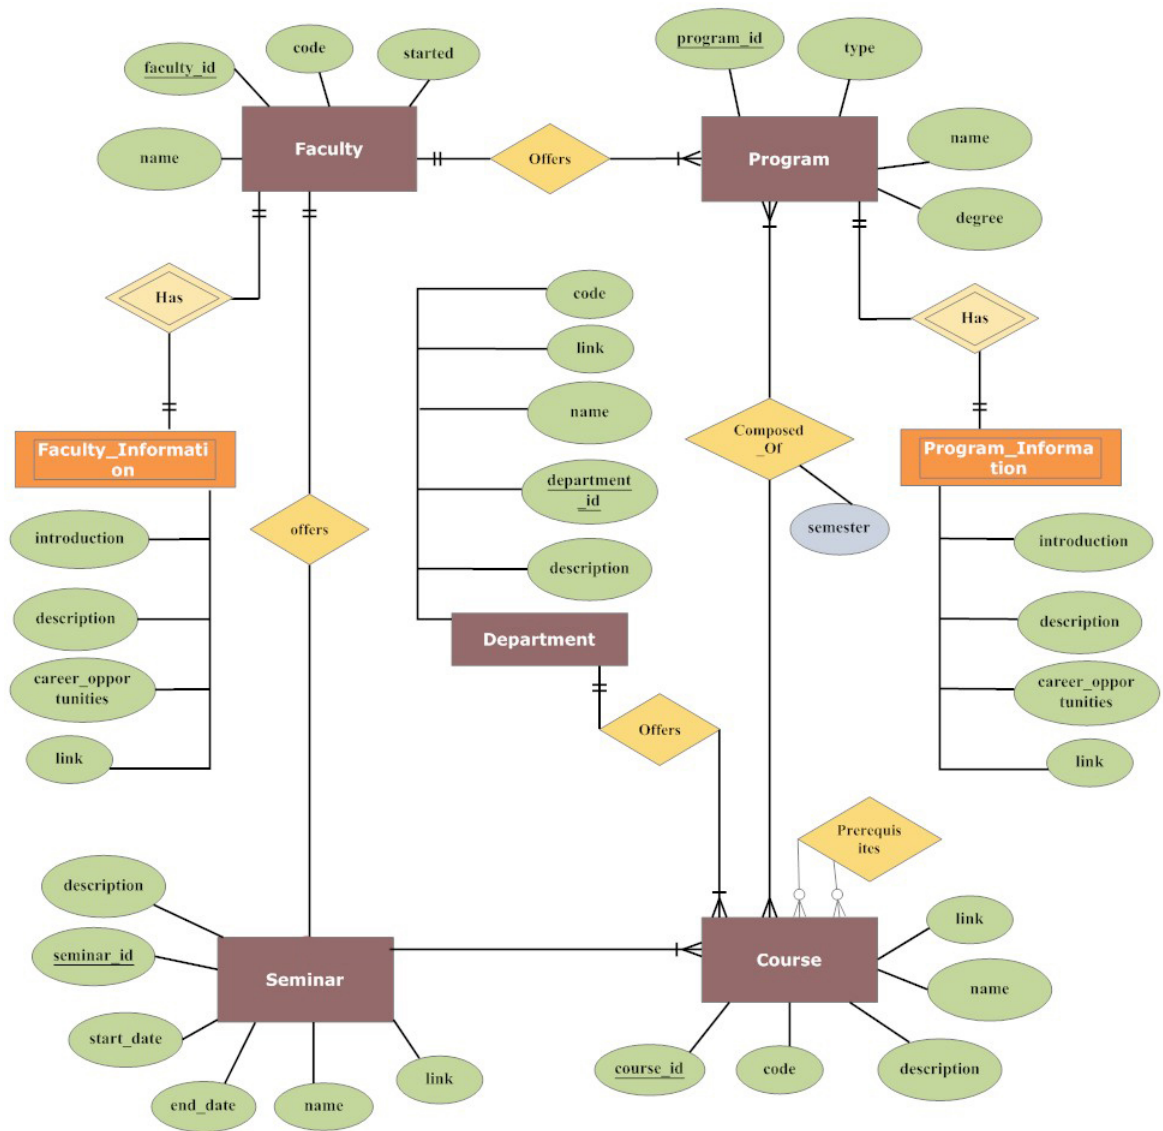 code
started
faculty_id
name
Faculty
Offers
program_id
type
Program
name
degree
Has
Faculty_Informati
on
introduction
description
career_oppor
tunities
link
offers
code
link
name
department
_id
description
Department
Offers
Composed
_Of
semester
Has
Program_Informa
tion
introduction
description
career_oppor
tunities
link
Prerequis
ites
description
seminar_id
start_date
end_date
name
link
Seminar
Course
link
name
description
code
course_id